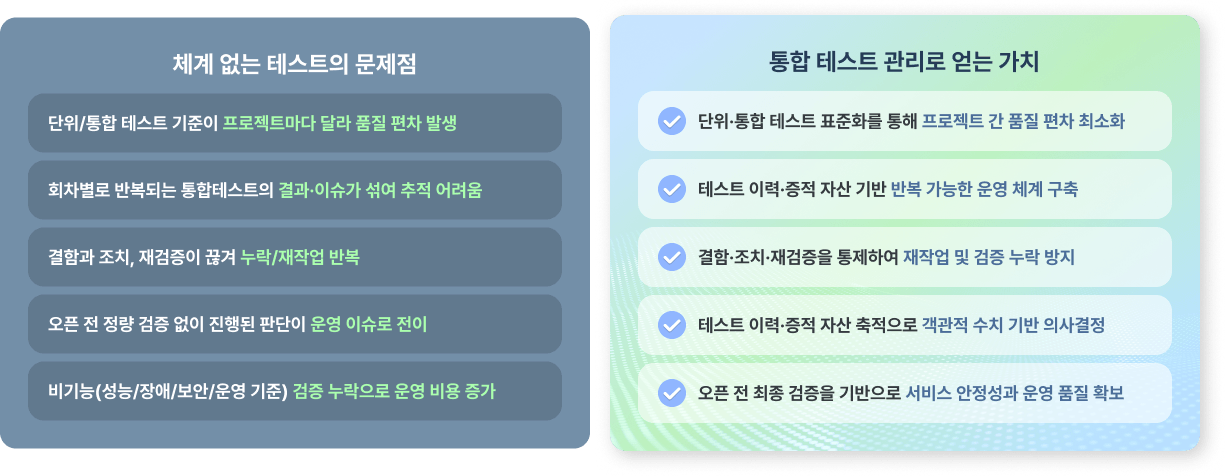 체계 없는 테스트의 문제점
단위/통합 테스트 기준이 프로젝트마다 달라 품질 편차 발생
회차별로 반복되는 통합테스트의 결과·이슈가 섞여 추적 어려움
결함과 조치, 재검증이 끊겨 누락/재작업 반복
오픈 전 정량 검증 없이 진행된 판단이 운영 이슈로 전이
비기능(성능/장애/보안/운영 기준) 검증 누락으로 운영 비용 증가
통합 테스트 관리로 얻는 가치
단위·통합 테스트 표준화를 통해 프로젝트 간 품질 편차 최소화
테스트 이력·증적 자산 기반 반복 가능한 운영 체계 구축
결함·조치·재검증을 통제하여 재작업 및 검증 누락 방지
테스트 이력·증적 자산 축적으로 객관적 수치 기반 의사결정
오픈 전 최종 검증을 기반으로 서비스 안정성과 운영 품질 확보